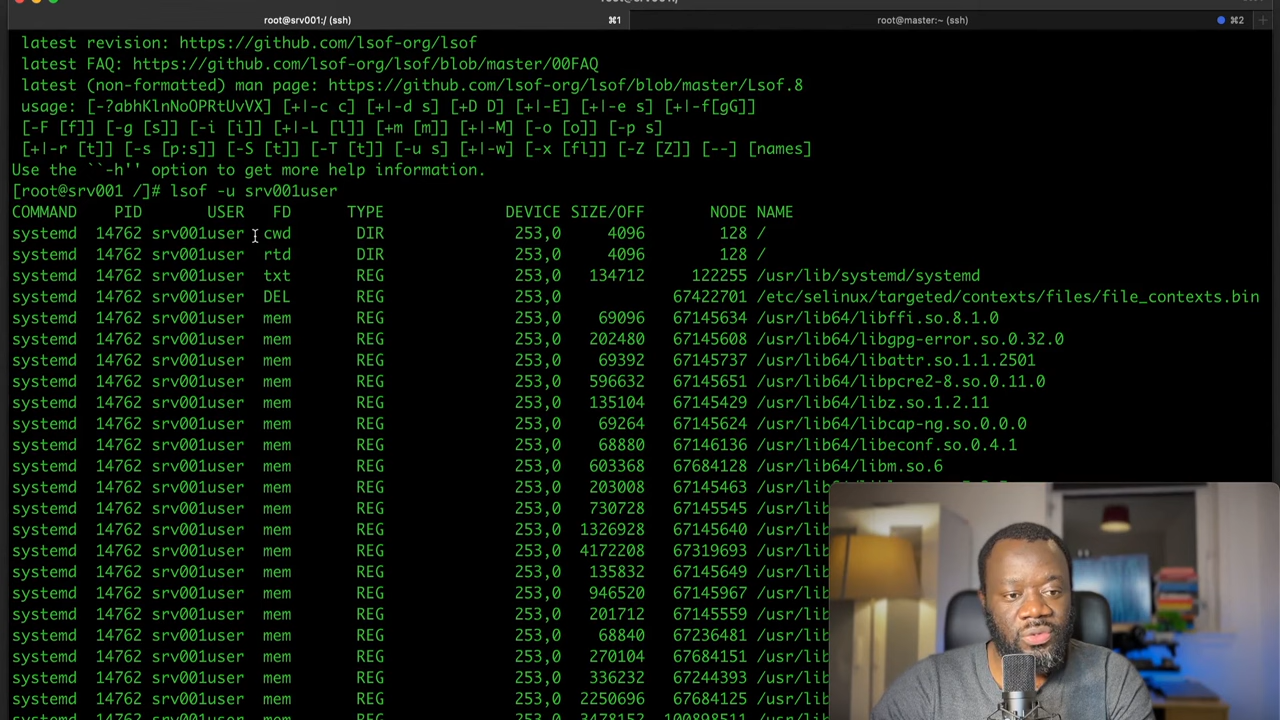 root@srv001:/ (ssh) ⌘1 root@master:~ (ssh) ⌘2 +
latest revision: https://github.com/lsof-org/lsof
latest FAQ: https://github.com/lsof-org/lsof/blob/master/00FAQ
latest (non-formatted) man page: https://github.com/lsof-org/lsof/blob/master/Lsof.8
usage: [-?abhKlnNoOPRtUvVX] [+|-c c] [+|-d s] [+D D] [+|-E] [+|-e s] [+|-f[gG]]
[-F [f]] [-g [s]] [-i [i]] [+|-L [l]] [+m [m]] [+|-M] [-o [o]] [-p s]
[+|-r [t]] [-s [p:s]] [-S [t]] [-T [t]] [-u s] [+|-w] [-x [fl]] [-Z [Z]] [--] [names]
Use the ``-h'' option to get more help information.
[root@srv001 /]# lsof -u srv001user
COMMAND PID USER FD TYPE DEVICE SIZE/OFF NODE NAME
systemd 14762 srv001user cwd DIR 253,0 4096 128 /
systemd 14762 srv001user rtd DIR 253,0 4096 128 /
systemd 14762 srv001user txt REG 253,0 134712 122255 /usr/lib/systemd/systemd
systemd 14762 srv001user DEL REG 253,0 67422701 /etc/selinux/targeted/contexts/files/file_contexts.bin
systemd 14762 srv001user mem REG 253,0 69096 67145634 /usr/lib64/libffi.so.8.1.0
systemd 14762 srv001user mem REG 253,0 202480 67145608 /usr/lib64/libgpg-error.so.0.32.0
systemd 14762 srv001user mem REG 253,0 69392 67145737 /usr/lib64/libattr.so.1.1.2501
systemd 14762 srv001user mem REG 253,0 596632 67145651 /usr/lib64/libpcre2-8.so.0.11.0
systemd 14762 srv001user mem REG 253,0 135104 67145429 /usr/lib64/libz.so.1.2.11
systemd 14762 srv001user mem REG 253,0 69264 67145624 /usr/lib64/libcap-ng.so.0.0.0
systemd 14762 srv001user mem REG 253,0 68880 67146136 /usr/lib64/libeconf.so.0.4.1
systemd 14762 srv001user mem REG 253,0 603368 67684128 /usr/lib64/libm.so.6
systemd 14762 srv001user mem REG 253,0 203008 67145463 /usr/lib64/
systemd 14762 srv001user mem REG 253,0 730728 67145545 /usr/lib
systemd 14762 srv001user mem REG 253,0 1326928 67145640 /usr/lib
systemd 14762 srv001user mem REG 253,0 4172208 67319693 /usr/lib
systemd 14762 srv001user mem REG 253,0 135832 67145649 /usr/lib
systemd 14762 srv001user mem REG 253,0 946520 67145967 /usr/lib
systemd 14762 srv001user mem REG 253,0 201712 67145559 /usr/lib
systemd 14762 srv001user mem REG 253,0 68840 67236481 /usr/lib
systemd 14762 srv001user mem REG 253,0 270104 67684151 /usr/lib
systemd 14762 srv001user mem REG 253,0 336232 67244393 /usr/lib
systemd 14762 srv001user mem REG 253,0 2250696 67684125 /usr/lib
systemd 14762 srv001user mem REG 253,0 3478152 100898511 /usr/lib